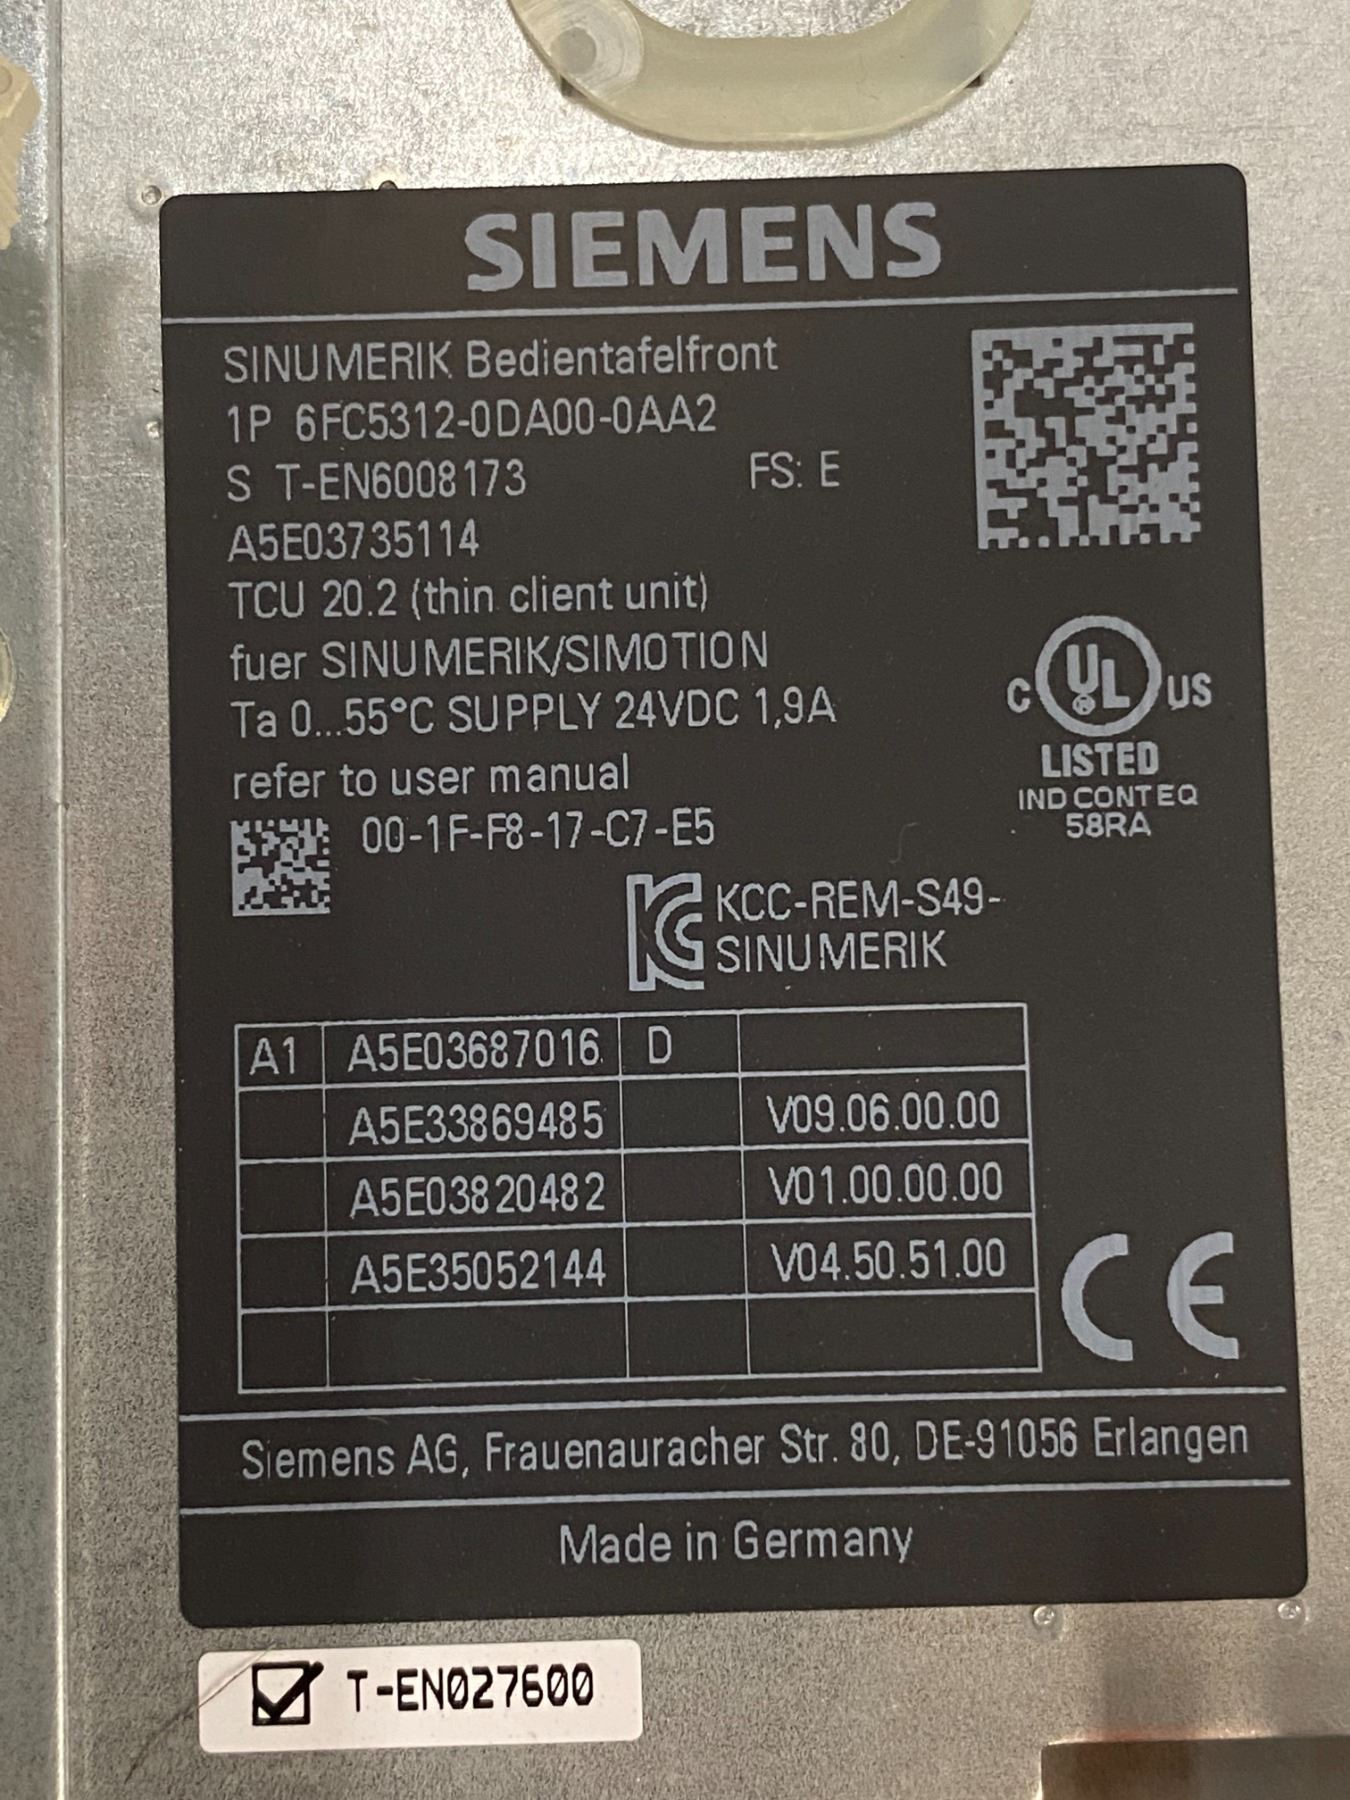 SIEMENS
SINUMERIK Bedientafelfront
1P 6FC5312-0DA00-0AA2
S T-EN6008173 FS: E
A5E03735114
TCU 20.2 (thin client unit)
fuer SINUMERIK/SIMOTION
Ta 0...55°C SUPPLY 24VDC 1,9A
refer to user manual
00-1F-F8-17-C7-E5
C UL ® US
LISTED
IND CONT EQ
58RA
KCC-REM-S49-
SINUMERIK
A1 A5E03687016 D
A5E33869485 V09.06.00.00
A5E03820482 V01.00.00.00
A5E35052144 V04.50.51.00
CE
Siemens AG, Frauenauracher Str. 80, DE-91056 Erlangen
Made in Germany
T-EN027600